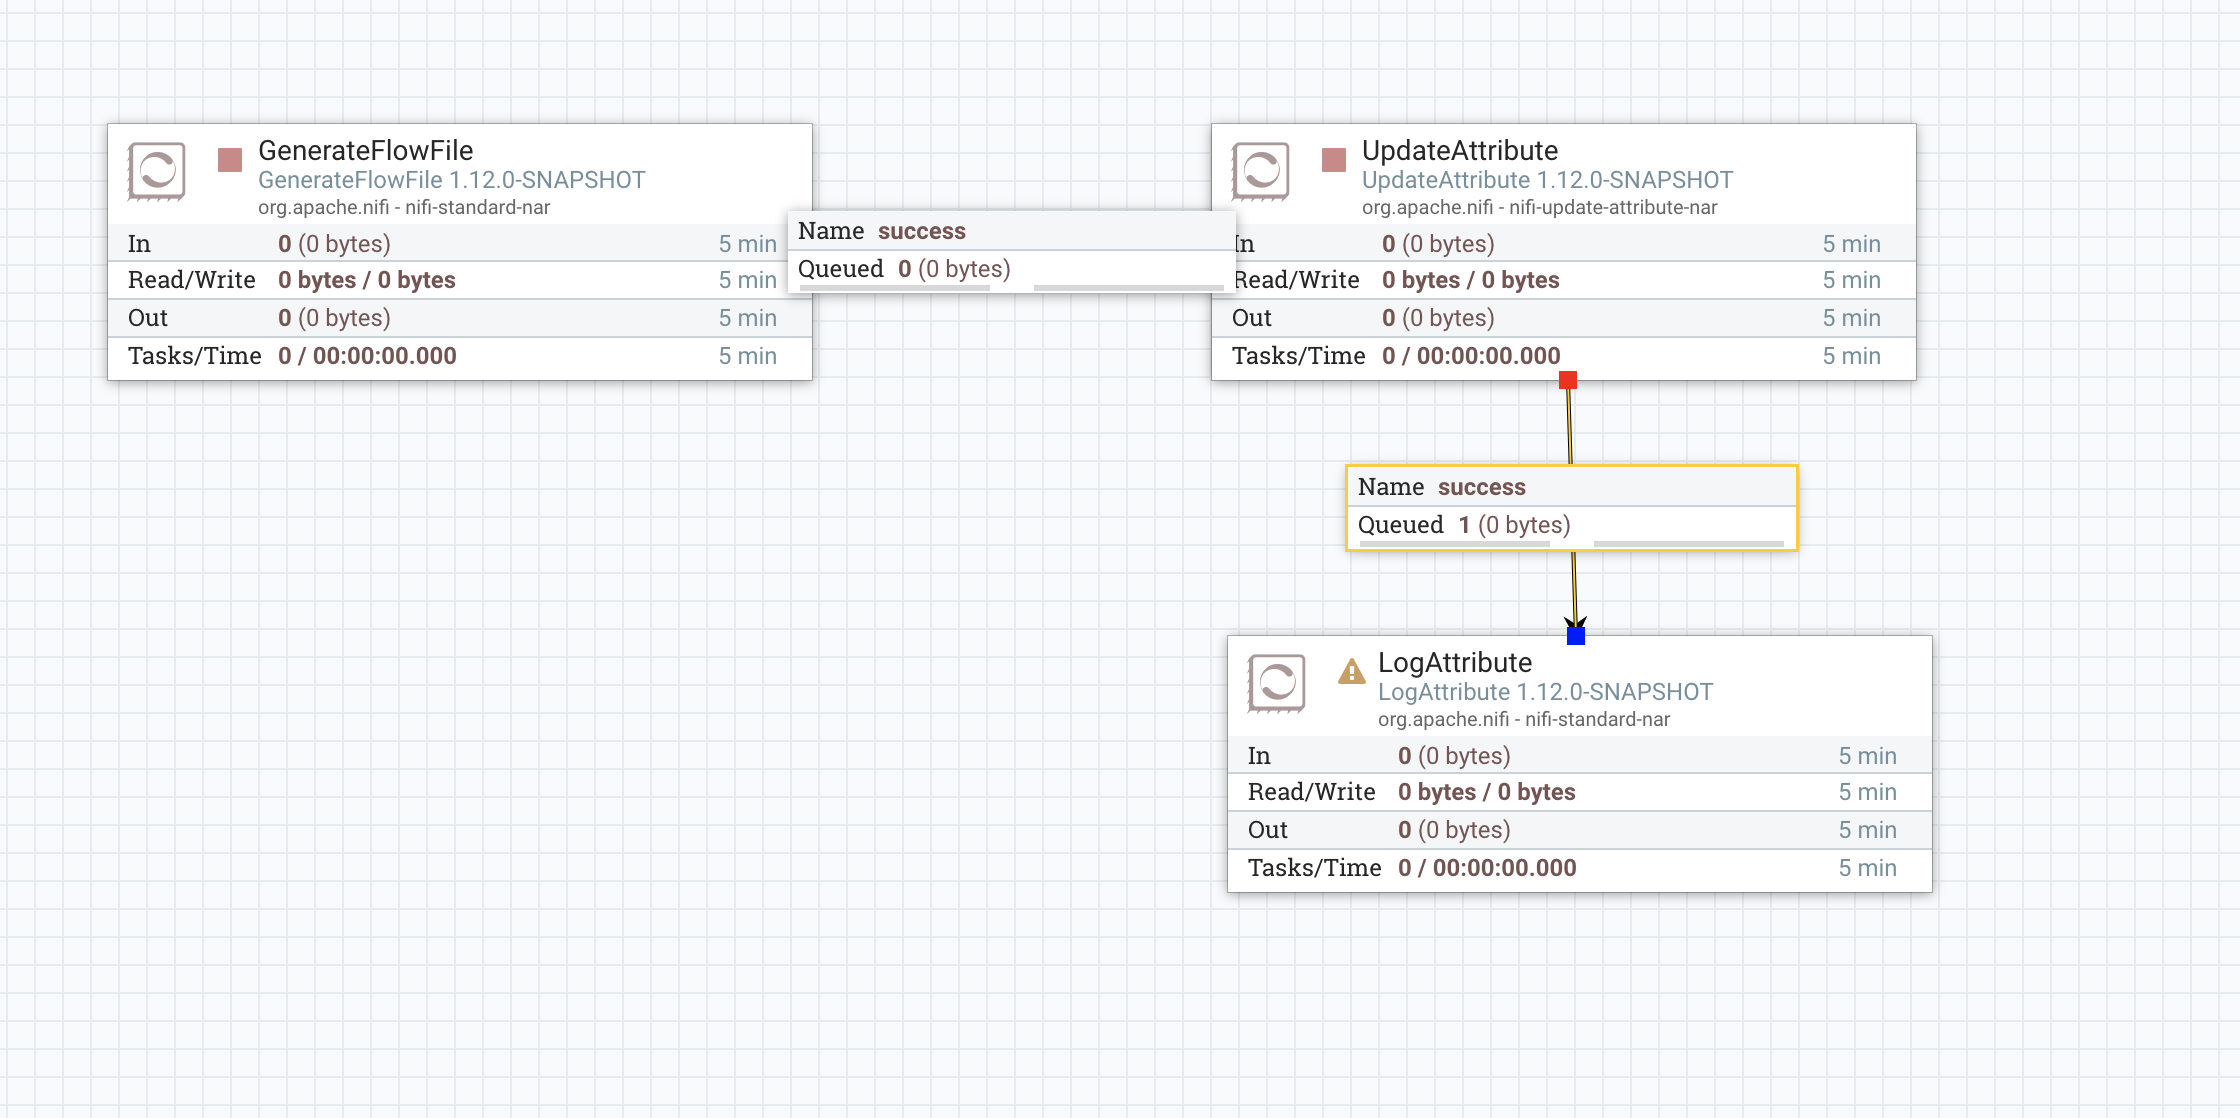 GenerateFlowFile
GenerateFlowFile 1.12.0-SNAPSHOT
org.apache.nifi - nifi-standard-nar
In 0 (0 bytes) 5 min
Read/Write 0 bytes / 0 bytes 5 min
Out 0 (0 bytes) 5 min
Tasks/Time 0 / 00:00:00.000 5 min
Name success
Queued 0 (0 bytes)
UpdateAttribute
UpdateAttribute 1.12.0-SNAPSHOT
org.apache.nifi - nifi-update-attribute-nar
In 0 (0 bytes) 5 min
Read/Write 0 bytes / 0 bytes 5 min
Out 0 (0 bytes) 5 min
Tasks/Time 0 / 00:00:00.000 5 min
Name success
Queued 1 (0 bytes)
LogAttribute
LogAttribute 1.12.0-SNAPSHOT
org.apache.nifi - nifi-standard-nar
In 0 (0 bytes) 5 min
Read/Write 0 bytes / 0 bytes 5 min
Out 0 (0 bytes) 5 min
Tasks/Time 0 / 00:00:00.000 5 min